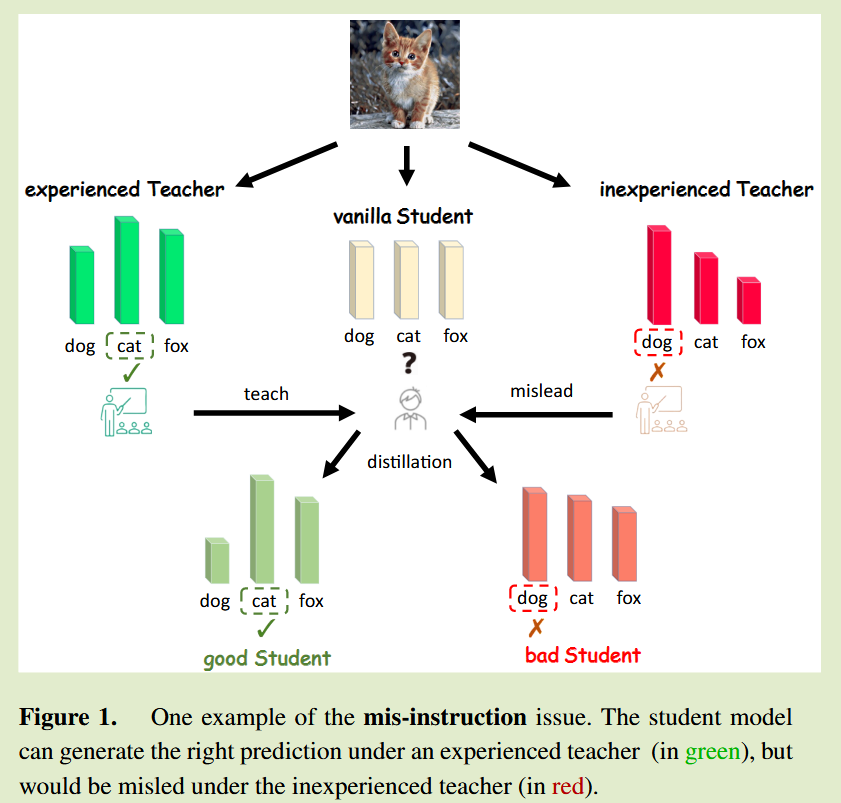 experienced Teacher
inexperienced Teacher
vanilla Student
dog cat fox
dog cat fox
dog cat fox
✓
?
✗
teach
mislead
distillation
dog cat fox
dog cat fox
✓
✗
good Student
bad Student
Figure 1. One example of the mis-instruction issue. The student model
can generate the right prediction under an experienced teacher (in
green), but
would be misled under the inexperienced teacher (in red).